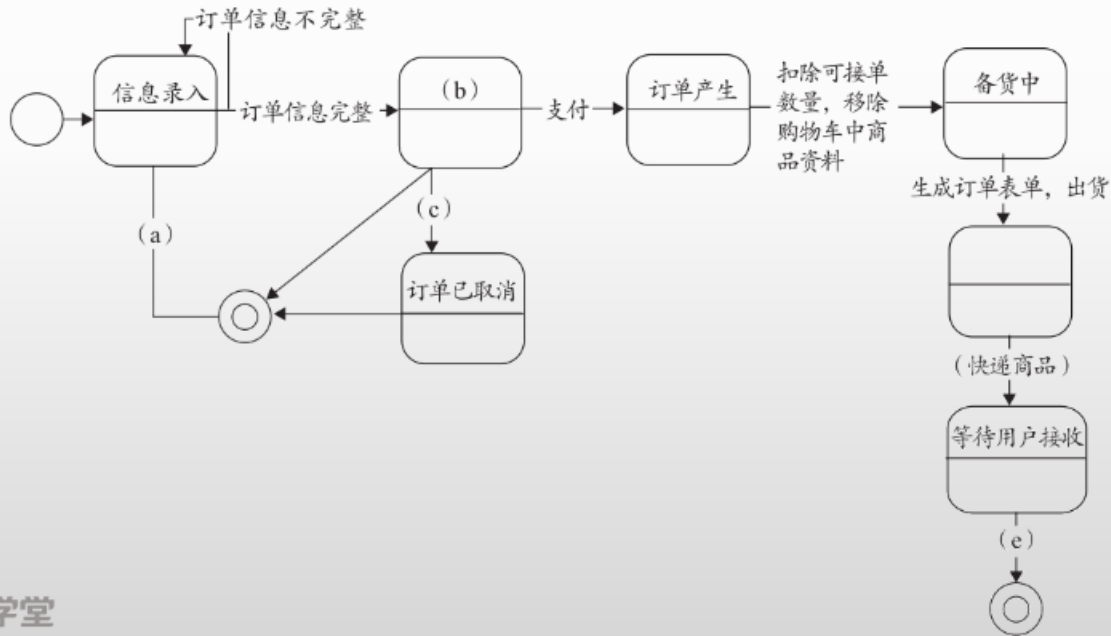 订单信息不完整
信息录入
订单信息完整
(b)
支付
订单产生
扣除可接单
数量，移除
购物车中商
品资料
备货中
生成订单表单，出货
(a)
(c)
订单已取消
(快递商品)
等待用户接收
(e)
学堂